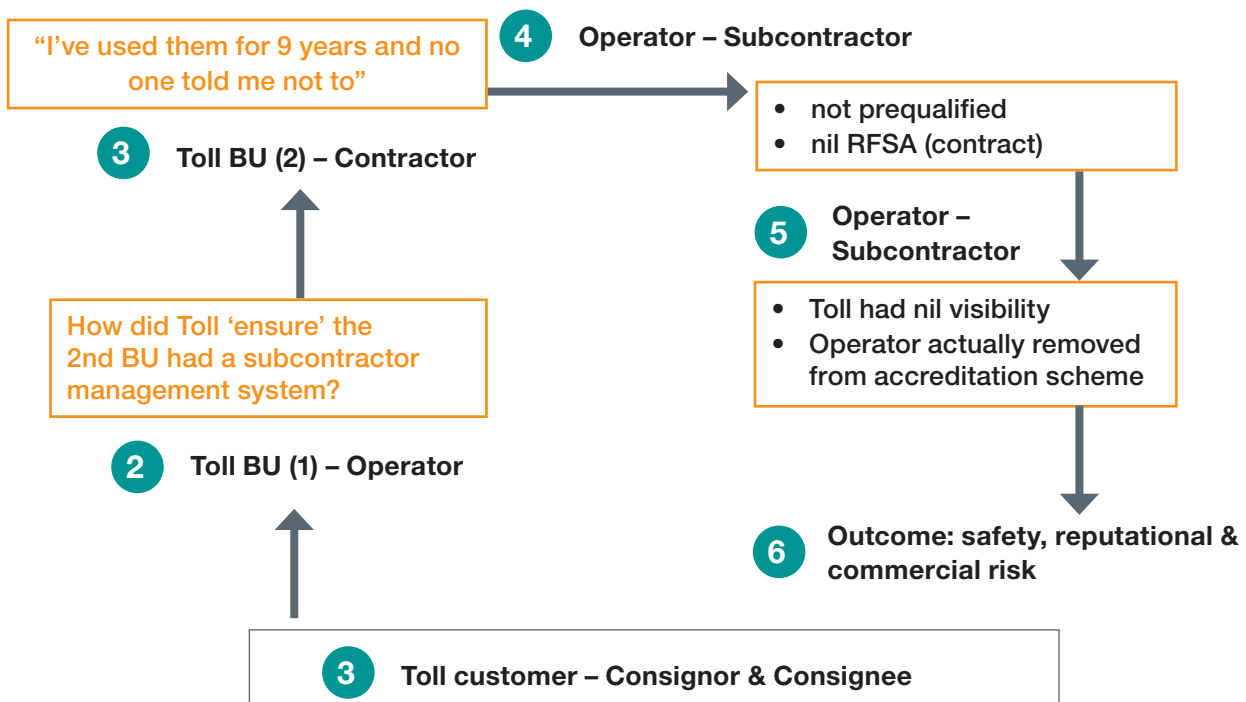 “I’ve used them for 9 years and no
one told me not to”
4 Operator – Subcontractor
• not prequalified
• nil RFSA (contract)
3 Toll BU (2) – Contractor
5 Operator –
Subcontractor
How did Toll ‘ensure’ the
2nd BU had a subcontractor
management system?
• Toll had nil visibility
• Operator actually removed
from accreditation scheme
2 Toll BU (1) – Operator
6 Outcome: safety, reputational &
commercial risk
3 Toll customer – Consignor & Consignee